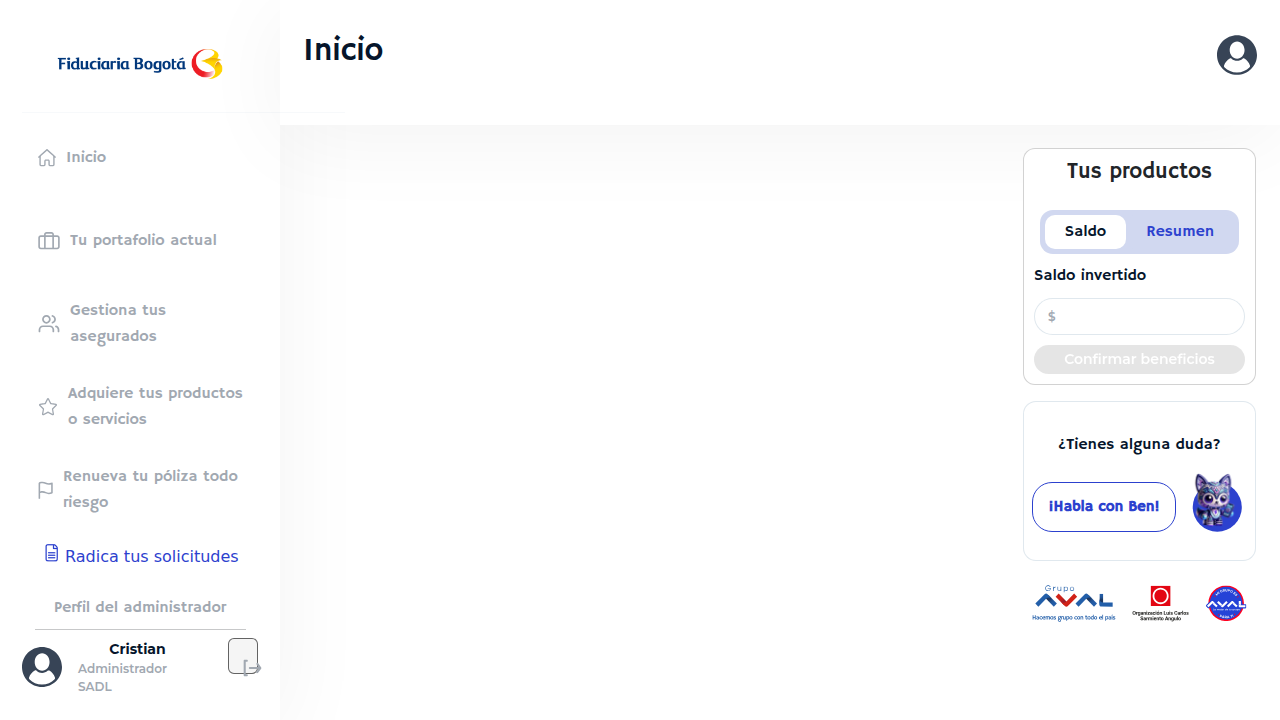 Fiduciaria Bogotá
Inicio
Inicio
Tu portafolio actual
Gestiona tus
asegurados
Adquiere tus productos
o servicios
Renueva tu póliza todo
riesgo
Radica tus solicitudes
Perfil del administrador
Cristian
Administrador
SADL
Tus productos
Saldo
Resumen
Saldo invertido
$
Confirmar beneficios
¿Tienes alguna duda?
¡Habla con Ben!
Grupo
AVAL
Hacemos grupo con todo el país
Organización Luis Carlos
Sarmiento Angulo
AVAL